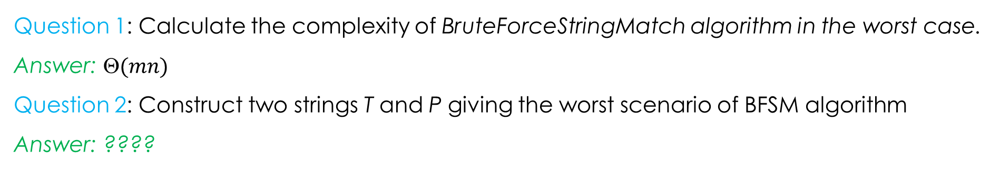 Question 1: Calculate the complexity of BruteForceStringMatch algorithm in the worst case.
Answer: Θ(mn)
Question 2: Construct two strings T and P giving the worst scenario of BFSM algorithm
Answer: ????